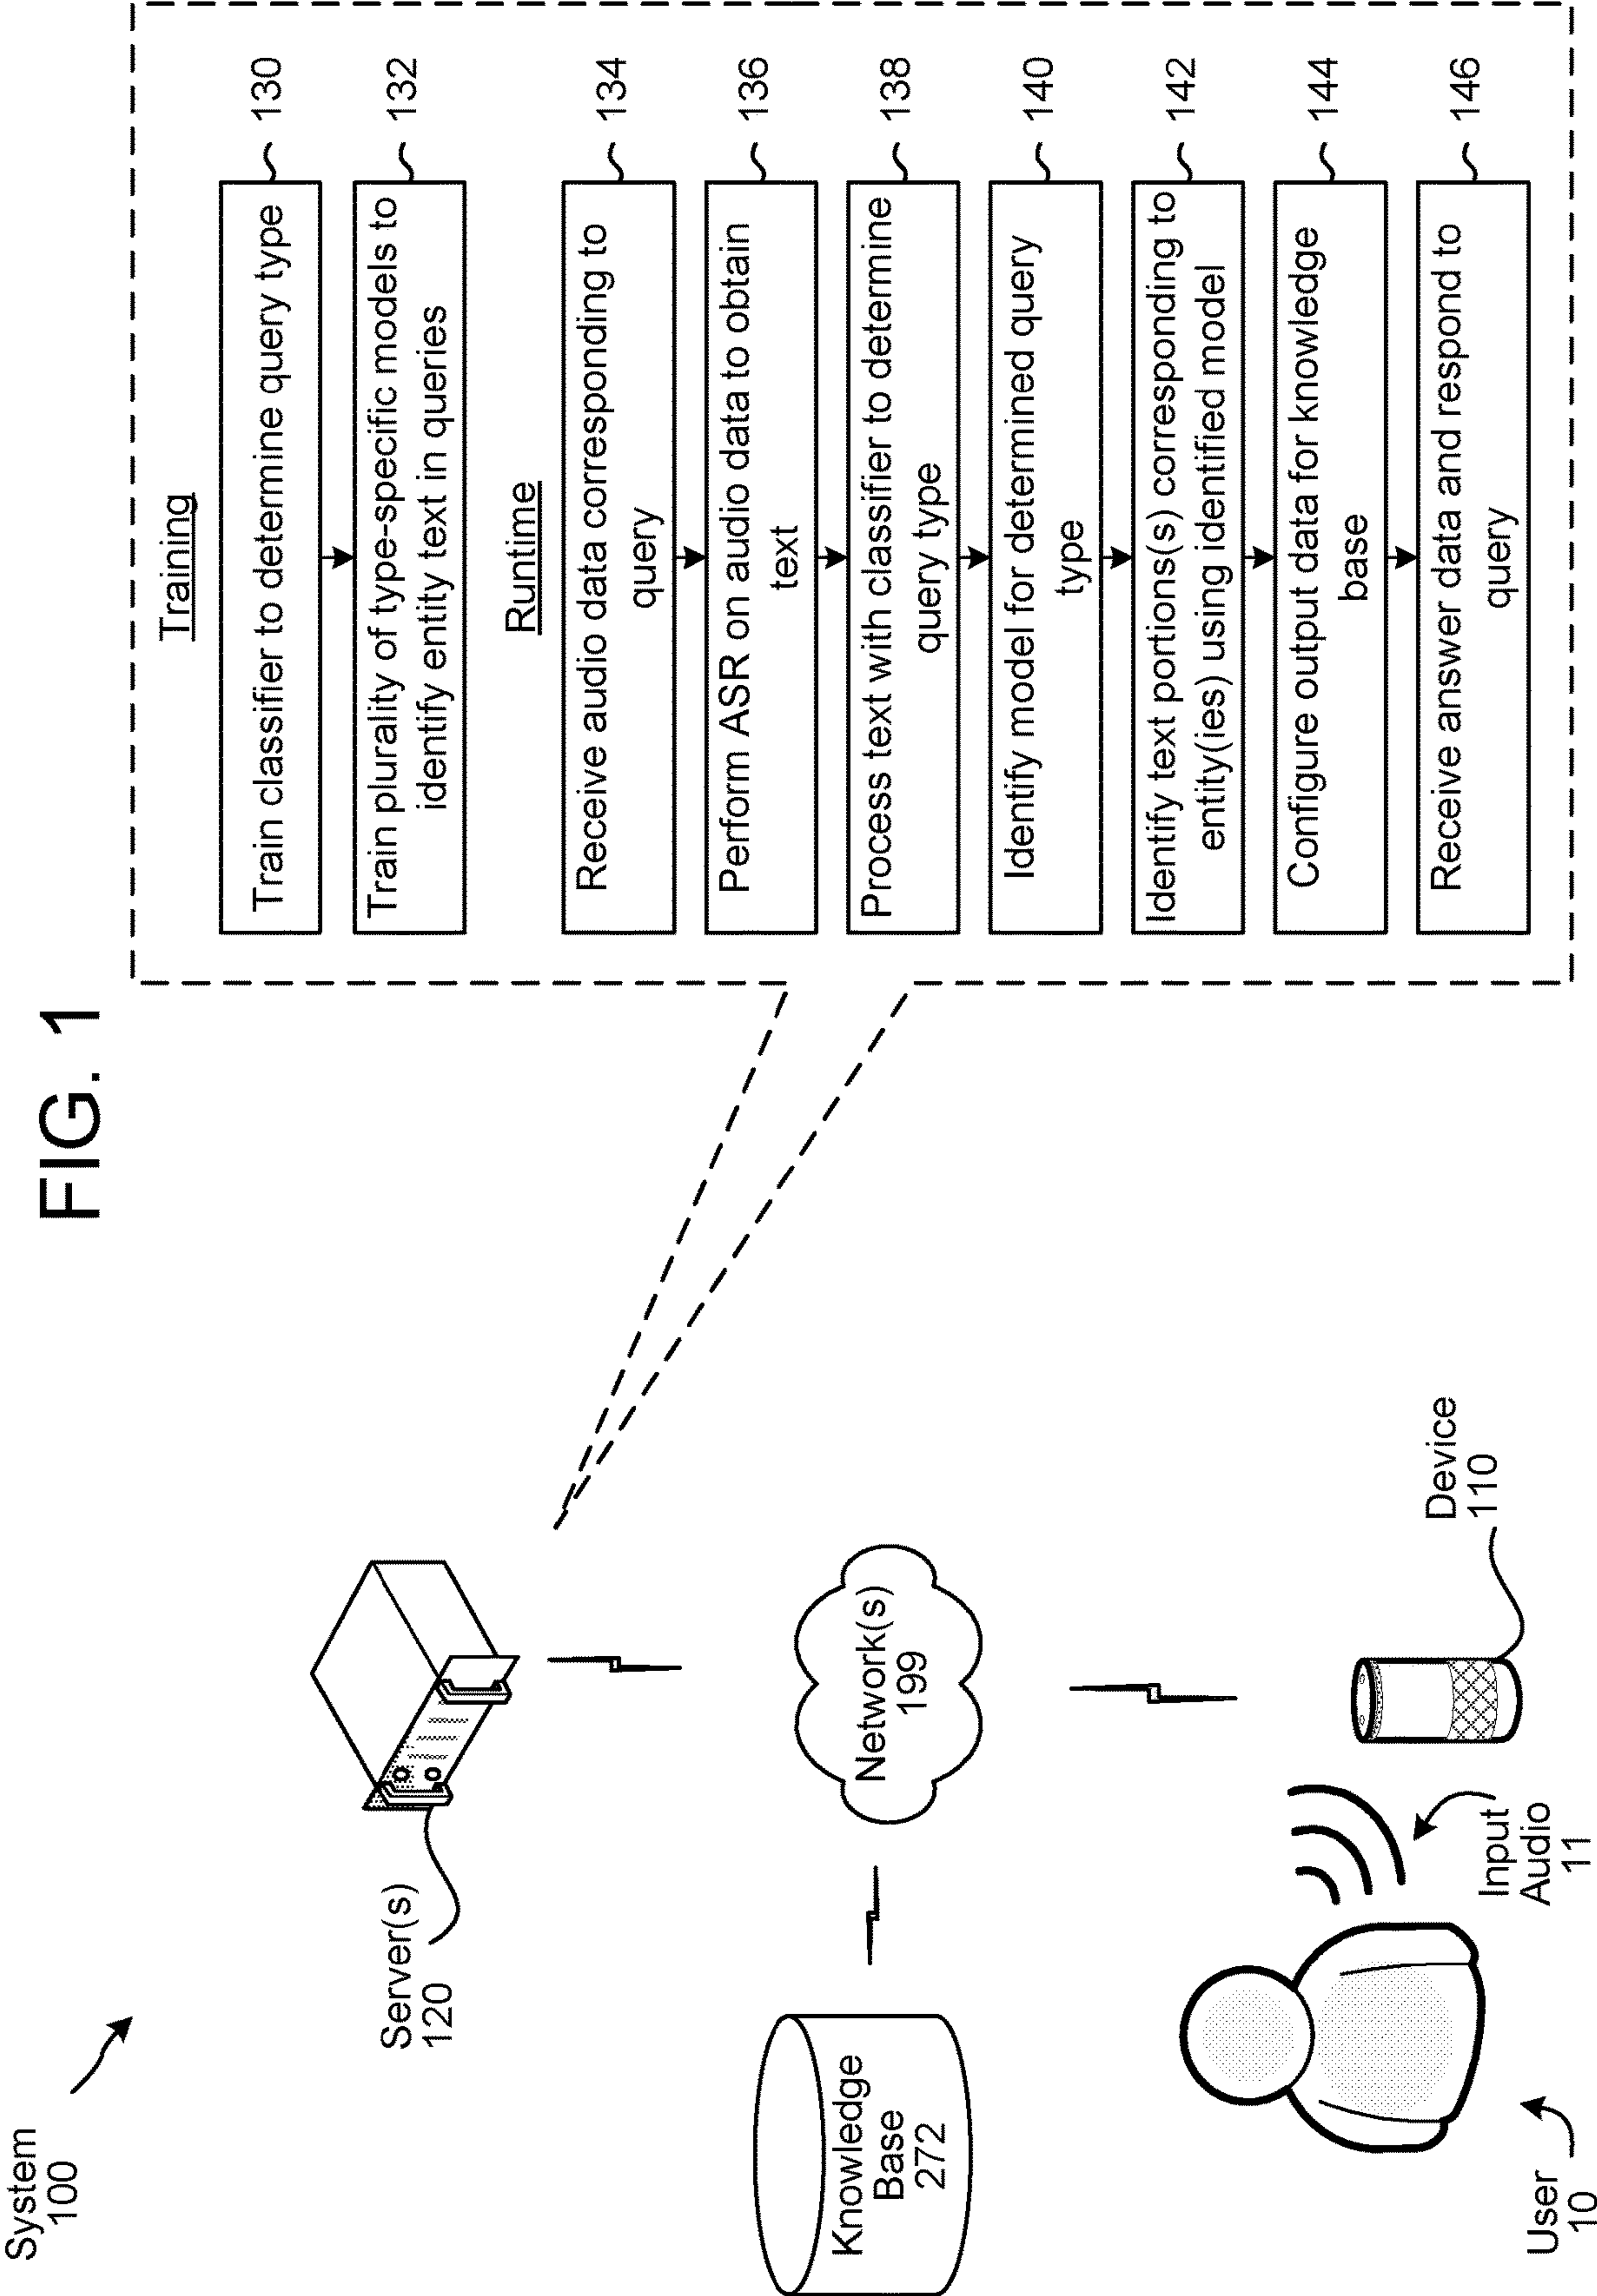 FIG. 1
System
100
Server(s)
120
Knowledge
Base
272
Network(s)
199
User
10
Input
Audio
11
Device
110
Training
Train classifier to determine query type
130
Train plurality of type-specific models to
identify entity text in queries
132
Runtime
Receive audio data corresponding to
query
134
Perform ASR on audio data to obtain
text
136
Process text with classifier to determine
query type
138
Identify model for determined query
type
140
Identify text portions(s) corresponding to
entity(ies) using identified model
142
Configure output data for knowledge
base
144
Receive answer data and respond to
query
146